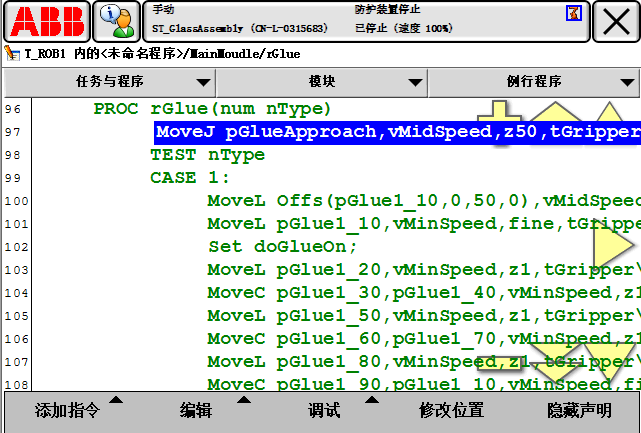 ABB
手动
防护装置停止
ST_GlassAssembly (CN-L-0315683)
已停止 (速度 100%)
T_ROB1 内的<未命名程序>/MainMoudle/rGlue
任务与程序
模块
例行程序
96 PROC rGlue(num nType)
97 MoveJ pGlueApproach,vMidSpeed,z50,tGripper
98 TEST nType
99 CASE 1:
100 MoveL Offs(pGlue1_10,0,50,0),vMidSpeed
101 MoveL pGlue1_10,vMinSpeed,fine,tGrippe
102 Set doGlueOn;
103 MoveL pGlue1_20,vMinSpeed,z1,tGripper\
104 MoveC pGlue1_30,pGlue1_40,vMinSpeed,z1
105 MoveL pGlue1_50,vMinSpeed,z1,tGripper\
106 MoveC pGlue1_60,pGlue1_70,vMinSpeed,z1
107 MoveL pGlue1_80,vMinSpeed,z1,tGripper\
108 MoveC pGlue1_90,pGlue1_10,vMinSpeed,fi
添加指令
编辑
调试
修改位置
隐藏声明